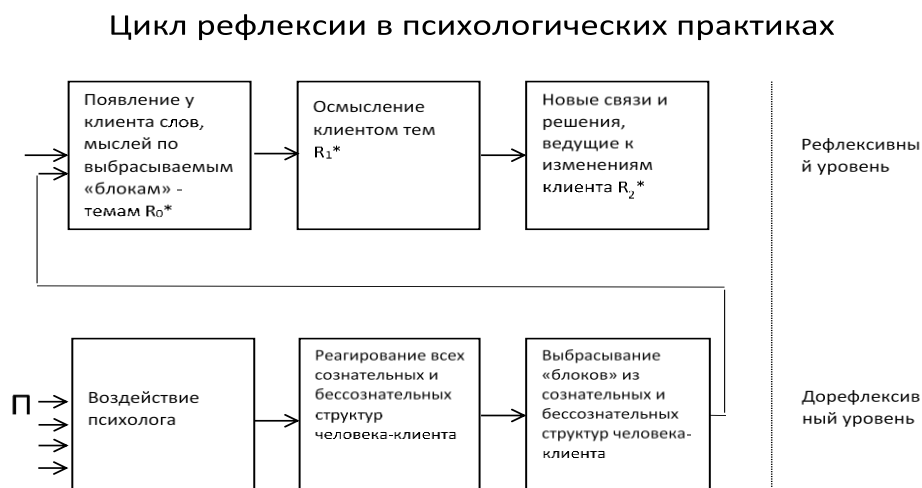 Цикл рефлексии в психологических практиках
Появление у
клиента слов,
мыслей по
выбрасываемым
«блокам» -
темам R₀*
Осмысление
клиентом тем
R₁*
Новые связи и
решения,
ведущие к
изменениям
клиента R₂*
Рефлексивны
й уровень
П
Воздействие
психолога
Реагирование всех
сознательных и
бессознательных
структур
человека-клиента
Выбрасывание
«блоков» из
сознательных и
бессознательных
структур человека-
клиента
Дорефлексив
ный уровень